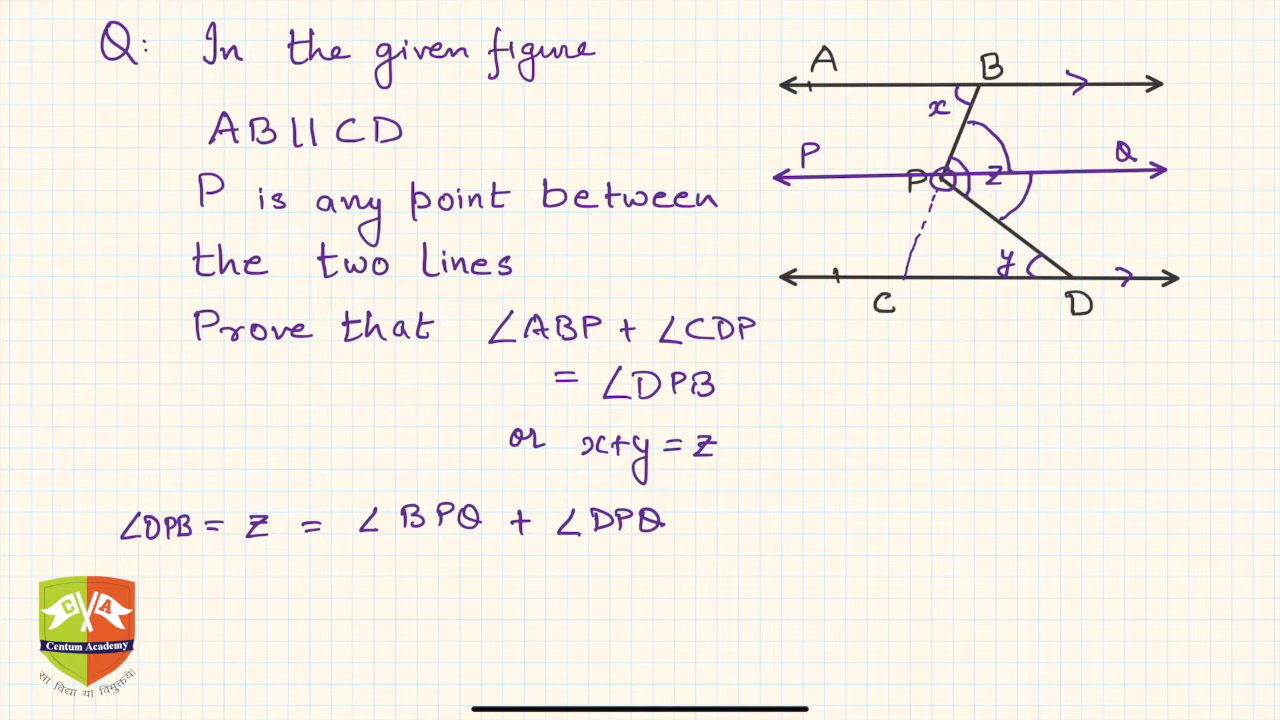 Q: In the given figure
AB || CD
P is any point between
the two lines
Prove that ∠ABP + ∠CDP
= ∠DPB
or x+y = z
∠DPB = z = ∠BPQ + ∠DPQ
A B
x
P Q
P z
y
C D
C A
Centum Academy
सा विद्या या विमुक्तये।